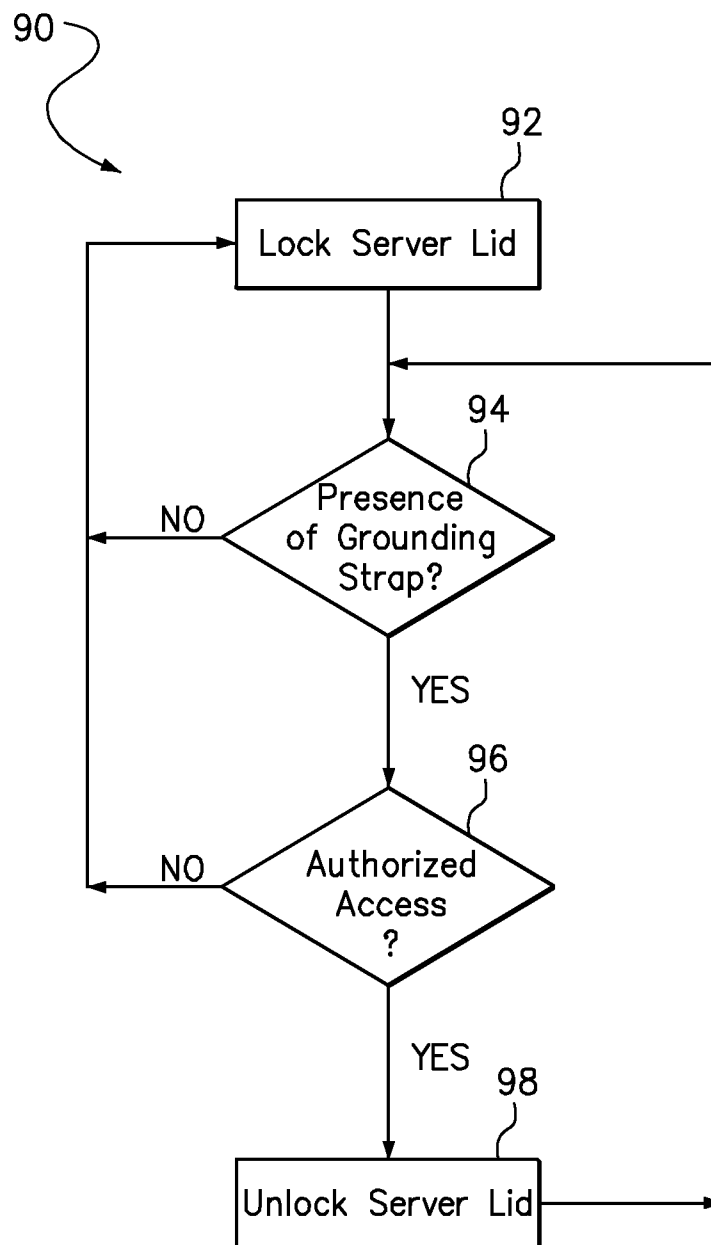 90
92
Lock Server Lid
94
Presence
of Grounding
Strap?
NO
YES
96
Authorized
Access
?
NO
YES
98
Unlock Server Lid